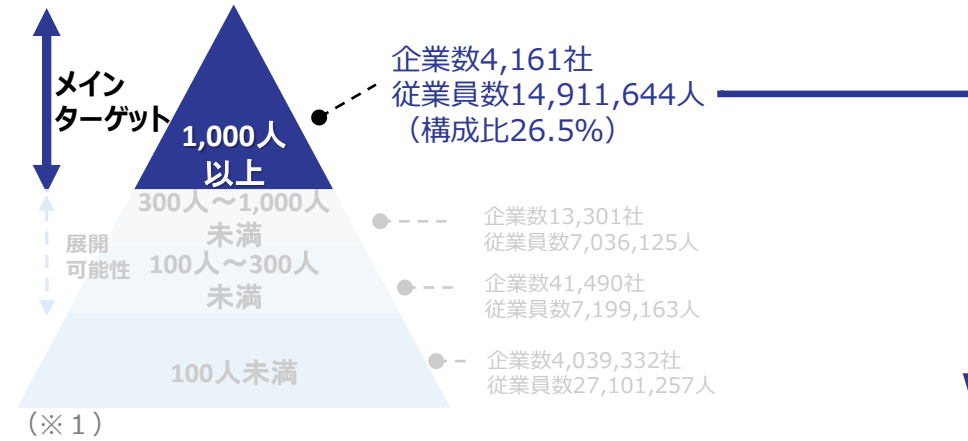 メイン
ターゲット
1,000人
以上
企業数4,161社
従業員数14,911,644人
（構成比26.5%）
展開
可能性
300人～1,000人
未満
企業数13,301社
従業員数7,036,125人
100人～300人
未満
企業数41,490社
従業員数7,199,163人
100人未満
企業数4,039,332社
従業員数27,101,257人
（※１）